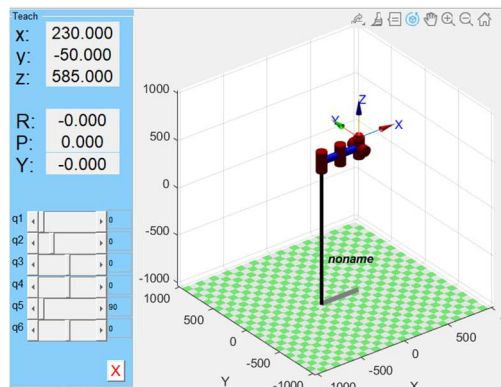 Teach
x: 230.000
y: -50.000
z: 585.000
R: -0.000
P: 0.000
Y: -0.000
q1 0
q2 0
q3 0
q4 0
q5 90
q6 0
X
1000
500
0
-500
-1000
1000
500
0
-500
-1000
Y
-1000
-500
0
500
X
Z
Y
X
noname